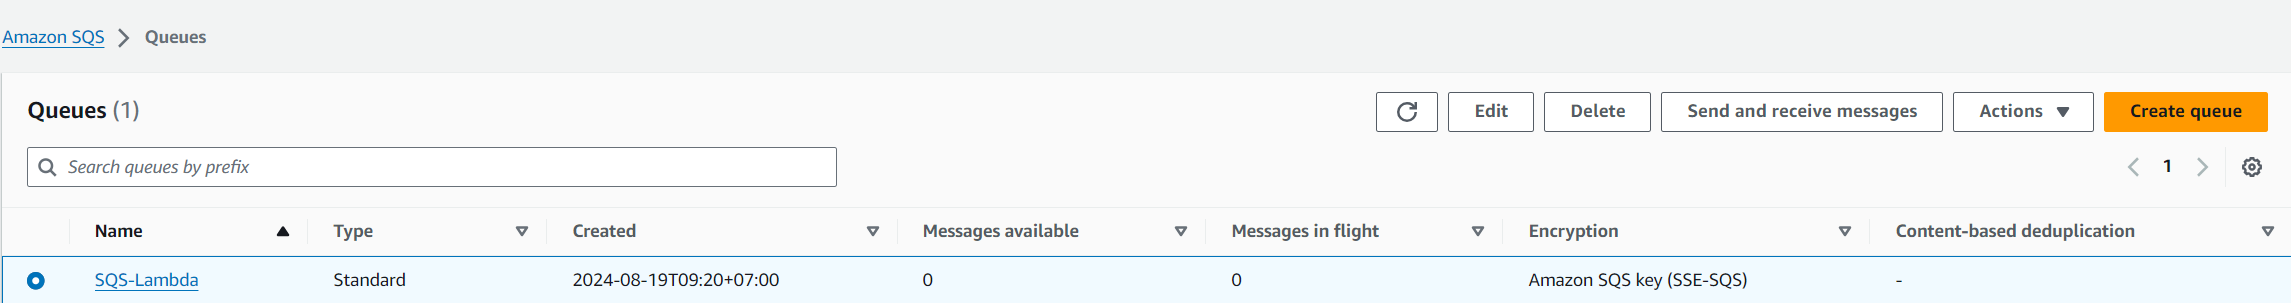 Amazon SQS > Queues
Queues (1) Edit Delete Send and receive messages Actions Create queue
Search queues by prefix 1
Name Type Created Messages available Messages in flight Encryption Content-based deduplication
SQS-Lambda Standard 2024-08-19T09:20+07:00 0 0 Amazon SQS key (SSE-SQS) -